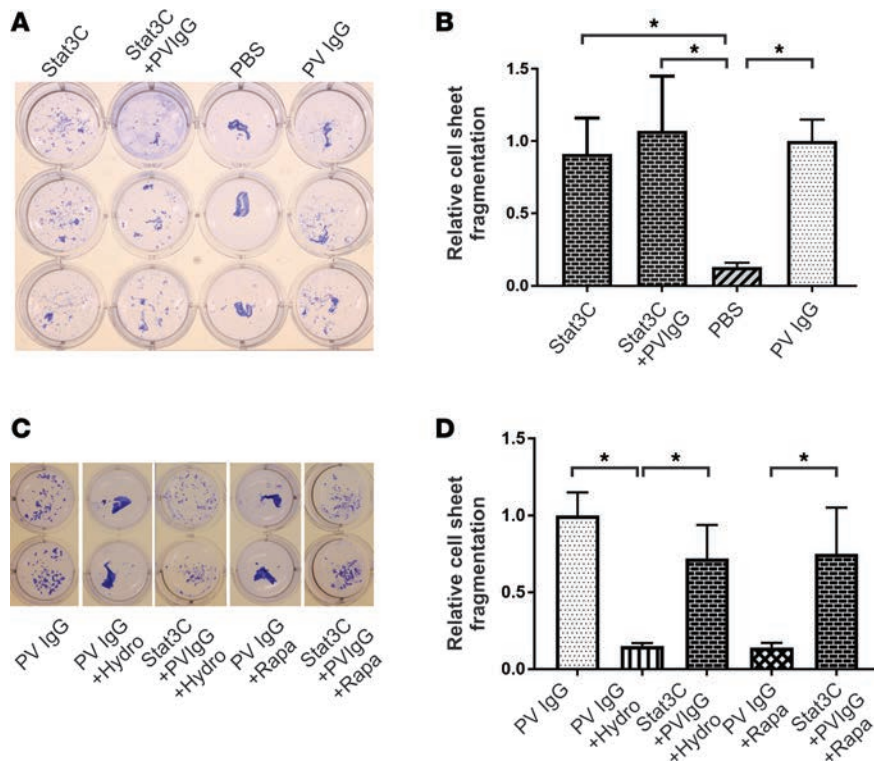 A
Stat3C
Stat3C
+PVIgG
PBS
PV IgG
B
*
*
*
Relative cell sheet
fragmentation
1.5
1.0
0.5
0.0
Stat3C
Stat3C
+PVIgG
PBS
PV IgG
C
PV IgG
PV IgG
+Hydro
Stat3C
+PVIgG
+Hydro
PV IgG
+Rapa
Stat3C
+PVIgG
+Rapa
D
*
*
*
Relative cell sheet
fragmentation
1.5
1.0
0.5
0.0
PV IgG
PV IgG
+Hydro
Stat3C
+PVIgG
+Hydro
PV IgG
+Rapa
Stat3C
+PVIgG
+Rapa